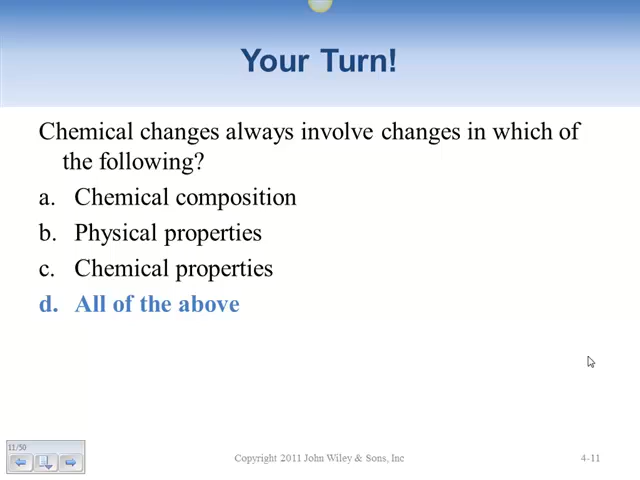 Your Turn!
Chemical changes always involve changes in which of
the following?
a. Chemical composition
b. Physical properties
c. Chemical properties
d. All of the above
11/50
Copyright 2011 John Wiley & Sons, Inc
4-11